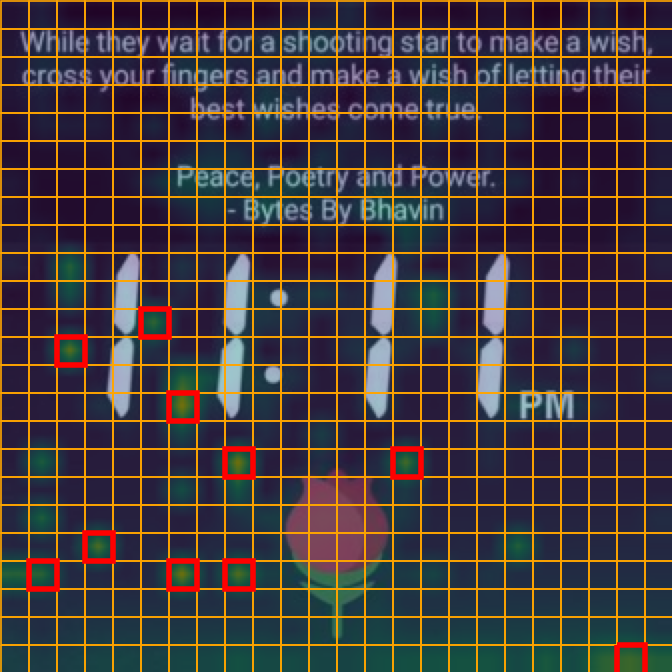 While they wait for a shooting star to make a wish,
cross your fingers and make a wish of letting their
best wishes come true.
Peace, Poetry and Power.
- Bytes By Bhavin
11:11 PM